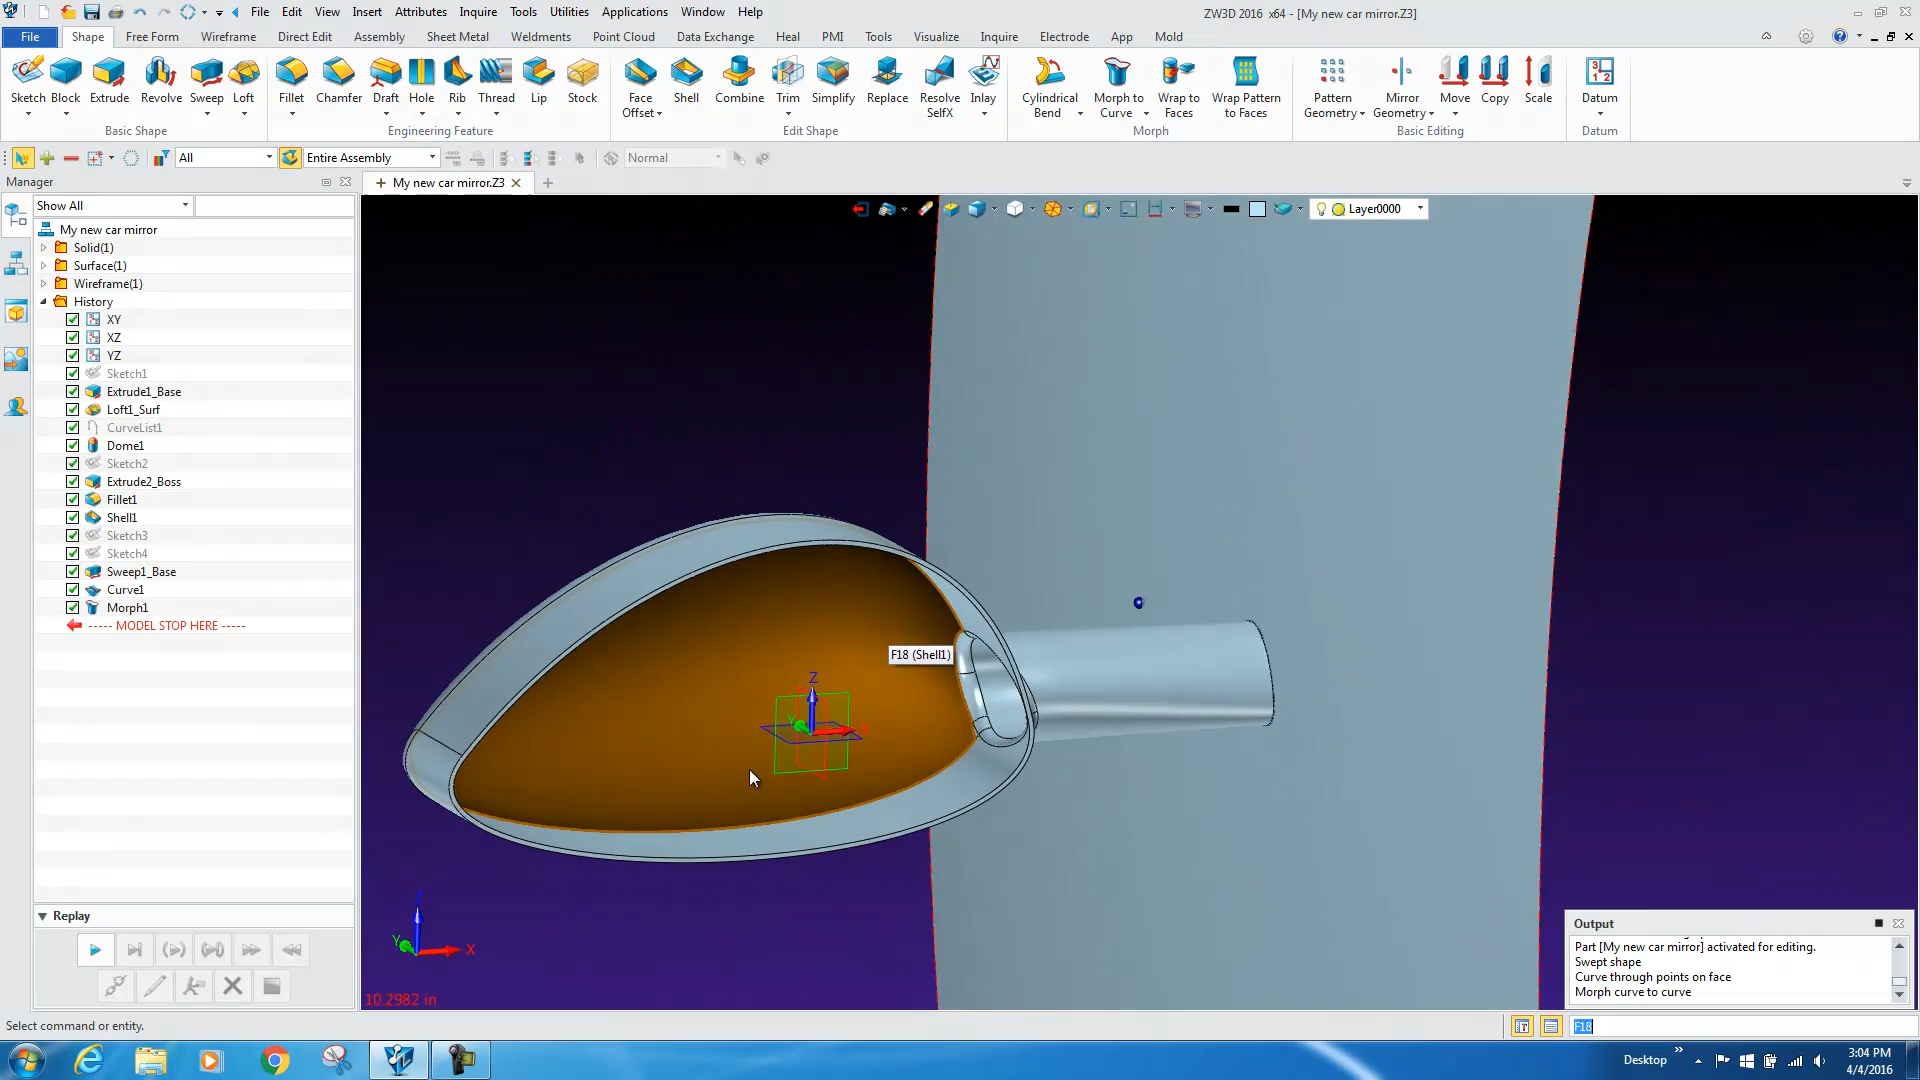 File Edit View Insert Attributes Inquire Tools Utilities Applications Window Help
ZW3D 2016 x64 - [My new car mirror.Z3]
File Shape Free Form Wireframe Direct Edit Assembly Sheet Metal Weldments Point Cloud Data Exchange Heal PMI Tools Visualize Inquire Electrode App Mold
Sketch Block Extrude Revolve Sweep Loft Fillet Chamfer Draft Hole Rib Thread Lip Stock Face Shell Combine Trim Simplify Replace Resolve Inlay Cylindrical Morph to Wrap to Wrap Pattern Pattern Mirror Move Copy Scale Datum
Offset SelfX Bend Curve Faces to Faces Geometry Geometry
Basic Shape Engineering Feature Edit Shape Morph Basic Editing Datum
All Entire Assembly Normal
Manager
My new car mirror.Z3
Show All
Layer0000
My new car mirror
Solid(1)
Surface(1)
Wireframe(1)
History
XY
XZ
YZ
Sketch1
Extrude1_Base
Loft1_Surf
CurveList1
Dome1
Sketch2
Extrude2_Boss
Fillet1
Shell1
Sketch3
Sketch4
Sweep1_Base
Curve1
Morph1
----- MODEL STOP HERE -----
F18 (Shell1)
Z
Y
Y
X
Replay
10.2982 in
Output
Part [My new car mirror] activated for editing.
Swept shape
Curve through points on face
Morph curve to curve
Select command or entity.
F18
Desktop
3:04 PM
4/4/2016